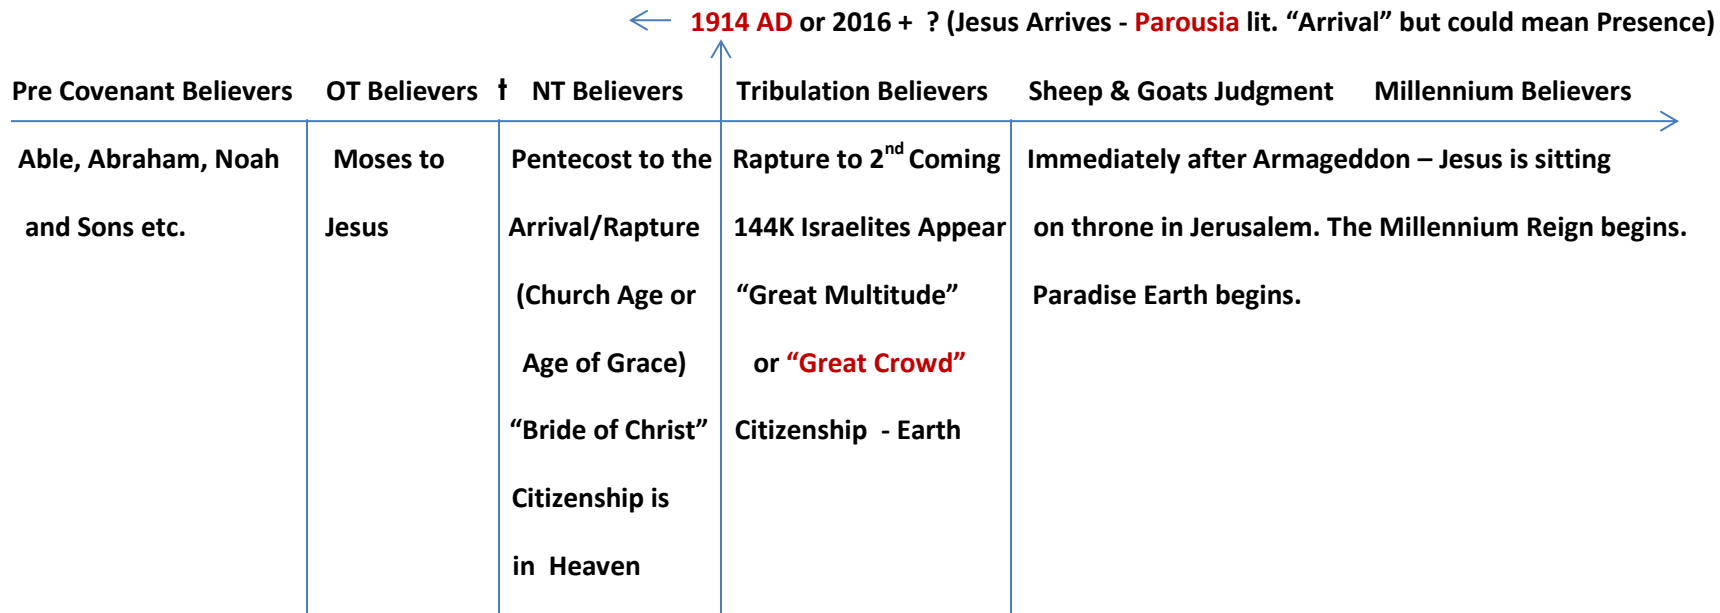 1914 AD or 2016 + ? (Jesus Arrives - Parousia lit. “Arrival” but could mean Presence)
Pre Covenant Believers OT Believers † NT Believers Tribulation Believers Sheep & Goats Judgment Millennium Believers
Able, Abraham, Noah Moses to Pentecost to the Rapture to 2nd Coming Immediately after Armageddon – Jesus is sitting
and Sons etc. Jesus Arrival/Rapture 144K Israelites Appear on throne in Jerusalem. The Millennium Reign begins.
(Church Age or “Great Multitude” Paradise Earth begins.
Age of Grace) or “Great Crowd”
“Bride of Christ” Citizenship - Earth
Citizenship is
in Heaven